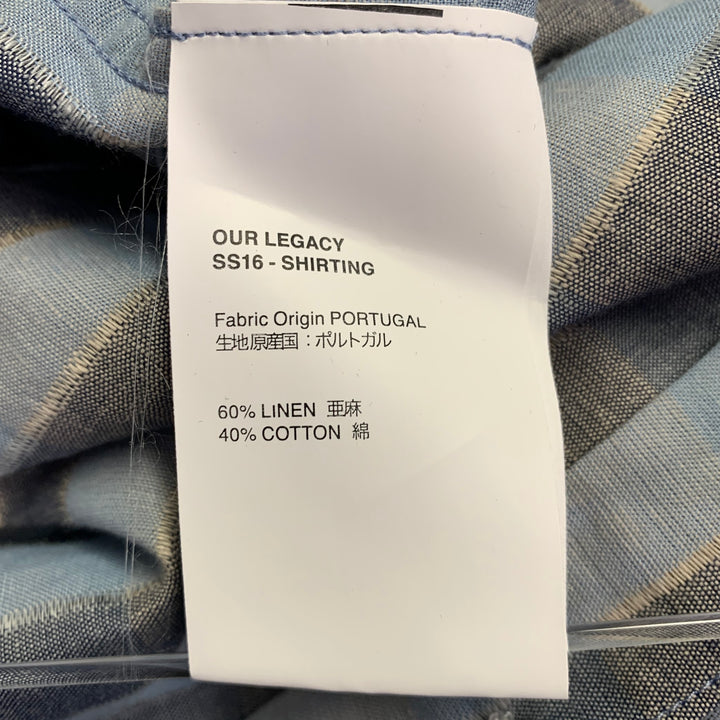 OUR LEGACY
SS16 - SHIRTING
Fabric Origin PORTUGAL
生地原産国：ポルトガル
60% LINEN 亜麻
40% COTTON 綿